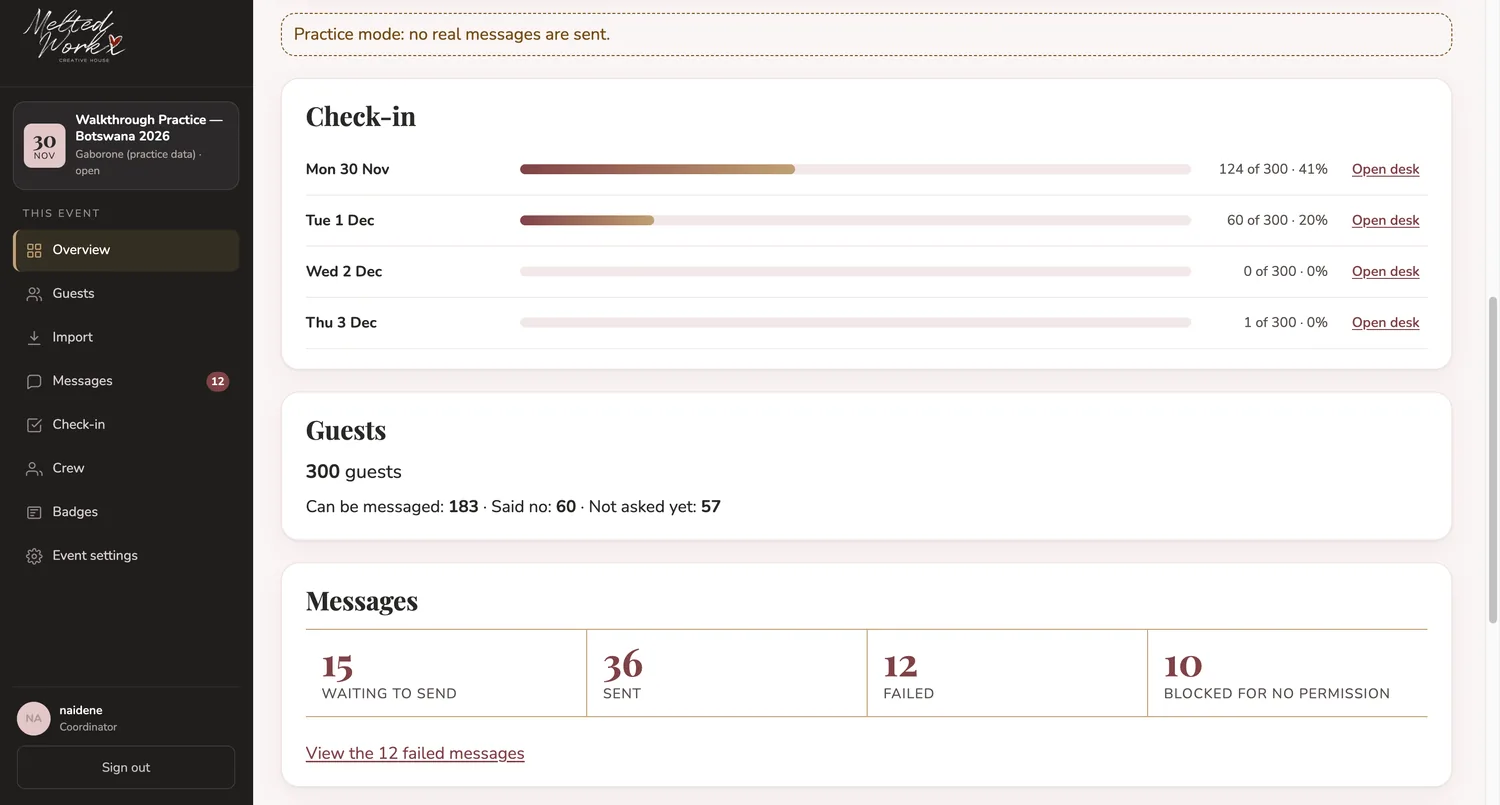 Melted
Workx
CREATIVE HOUSE
30
NOV
Walkthrough Practice —
Botswana 2026
Gaborone (practice data) ·
open
THIS EVENT
Overview
Guests
Import
Messages
12
Check-in
Crew
Badges
Event settings
NA
naidene
Coordinator
Sign out
Practice mode: no real messages are sent.
Check-in
Mon 30 Nov
124 of 300 · 41%
Open desk
Tue 1 Dec
60 of 300 · 20%
Open desk
Wed 2 Dec
0 of 300 · 0%
Open desk
Thu 3 Dec
1 of 300 · 0%
Open desk
Guests
300 guests
Can be messaged: 183 · Said no: 60 · Not asked yet: 57
Messages
15
WAITING TO SEND
36
SENT
12
FAILED
10
BLOCKED FOR NO PERMISSION
View the 12 failed messages